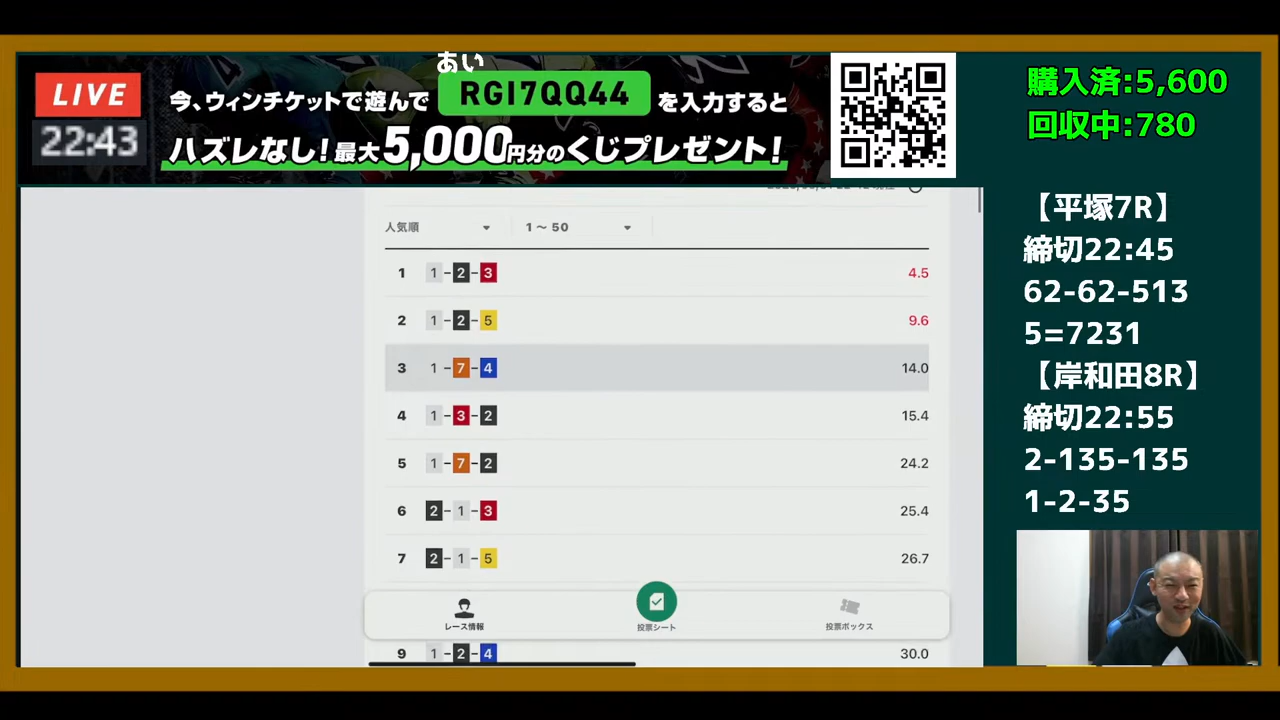 あい
LIVE
今、ウィンチケットで遊んで RGI7QQ44 を入力すると
22:43
ハズレなし!最大5,000円分のくじプレゼント!
購入済:5,600
回収中:780
人気順 1〜50
1 1-2-3 4.5
2 1-2-5 9.6
3 1-7-4 14.0
4 1-3-2 15.4
5 1-7-2 24.2
6 2-1-3 25.4
7 2-1-5 26.7
レース情報 投票シート 投票ボックス
9 1-2-4 30.0
【平塚7R】
締切22:45
62-62-513
5=7231
【岸和田8R】
締切22:55
2-135-135
1-2-35